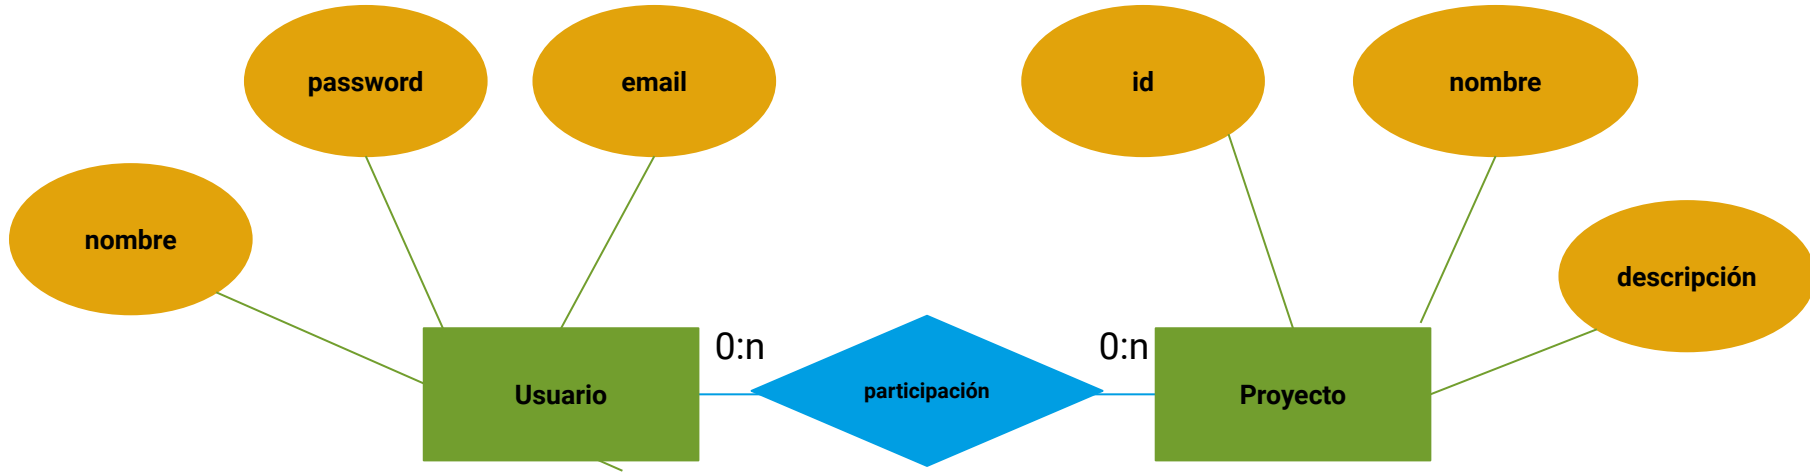 password
email
id
nombre
nombre
descripción
0:n
0:n
Usuario
participación
Proyecto